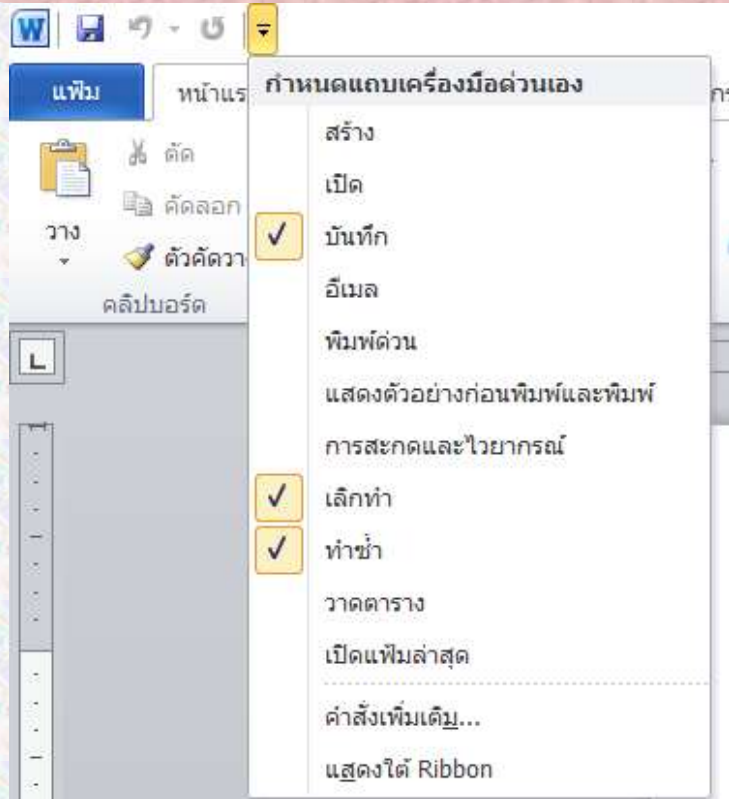 W
แฟ้ม
หน้าแร
กำหนดแถบเครื่องมือด่วนเอง
วาง
ตัด
คัดลอก
ตัวคัดวา
คลิปบอร์ด
L
สร้าง
เปิด
บันทึก
อีเมล
พิมพ์ด่วน
แสดงตัวอย่างก่อนพิมพ์และพิมพ์
การสะกดและไวยากรณ์
เลิกทำ
ทำซ้ำ
วาดตาราง
เปิดแฟ้มล่าสุด
คำสั่งเพิ่มเติม...
แสดงใต้ Ribbon